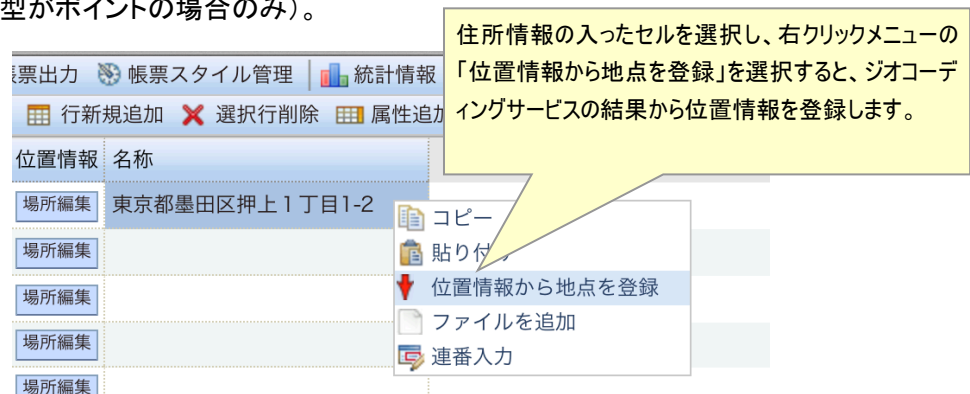 型がポイントの場合のみ)。
住所情報の入ったセルを選択し、右クリックメニューの
「位置情報から地点を登録」を選択すると、ジオコーデ
ィングサービスの結果から位置情報を登録します。
票出力 帳票スタイル管理 統計情報
行新規追加 選択行削除 属性追加
位置情報 名称
場所編集 東京都墨田区押上1丁目1-2
コピー
場所編集
貼り付け
位置情報から地点を登録
場所編集
ファイルを追加
場所編集
連番入力
場所編集